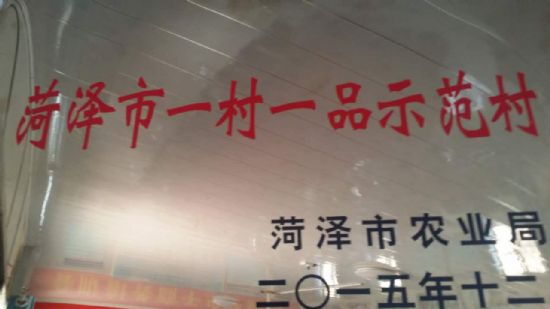 菏泽市一村一品示范村
菏泽市农业局
二〇一五年十二